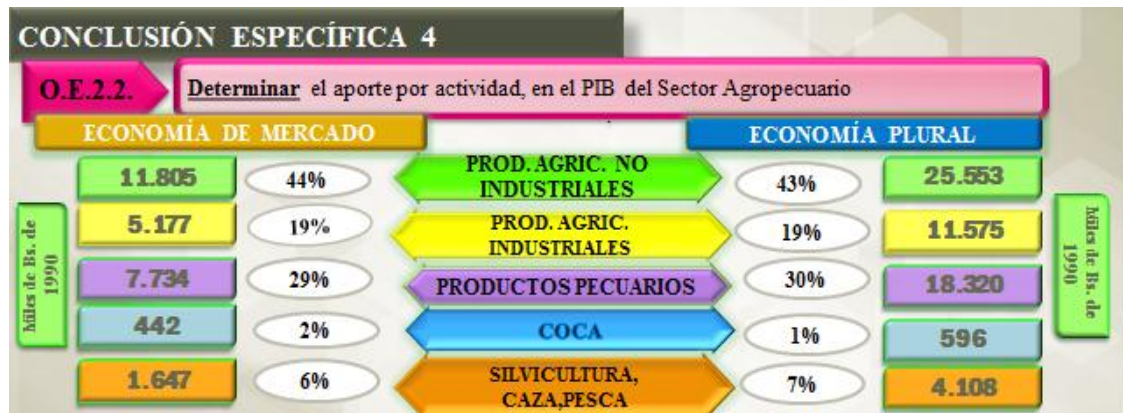 CONCLUSIÓN ESPECÍFICA 4
O.E.2.2. Determinar el aporte por actividad, en el PIB del Sector Agropecuario
ECONOMÍA DE MERCADO
ECONOMÍA PLURAL
11.805 44% PROD. AGRIC. NO 43% 25.553
INDUSTRIALES
5.177 19% PROD. AGRIC. 19% 11.575
INDUSTRIALES
7.734 29% PRODUCTOS PECUARIOS 30% 18.320
442 2% COCA 1% 596
1.647 6% SILVICULTURA, 7% 4.108
CAZA,PESCA
Miles de Bs. de
1990
Miles de Bs. de
1990